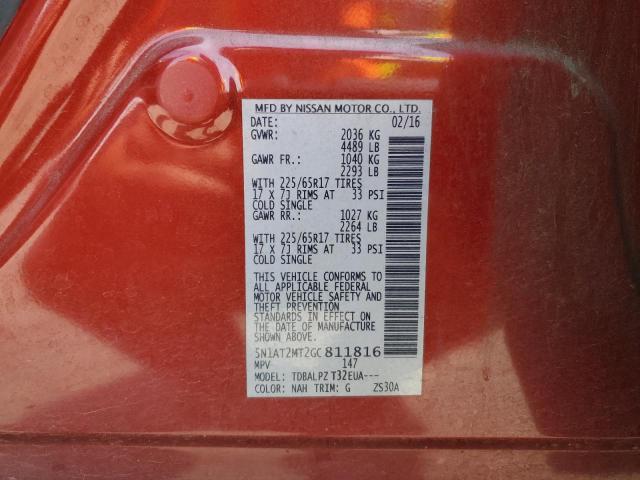 MFD BY NISSAN MOTOR CO., LTD.
DATE: 02/16
GVWR: 2036 KG
4489 LB
GAWR FR.: 1040 KG
2293 LB
WITH 225/65R17 TIRES
17 X 7J RIMS AT 33 PSI
COLD SINGLE
GAWR RR.: 1027 KG
2264 LB
WITH 225/65R17 TIRES
17 X 7J RIMS AT 33 PSI
COLD SINGLE
THIS VEHICLE CONFORMS TO
ALL APPLICABLE FEDERAL
MOTOR VEHICLE SAFETY AND
THEFT PREVENTION
STANDARDS IN EFFECT ON
THE DATE OF MANUFACTURE
SHOWN ABOVE.
5N1AT2MT2GC811816
MPV 147
MODEL: TDBALPZ T32EUA---
COLOR: NAH TRIM: G ZS30A